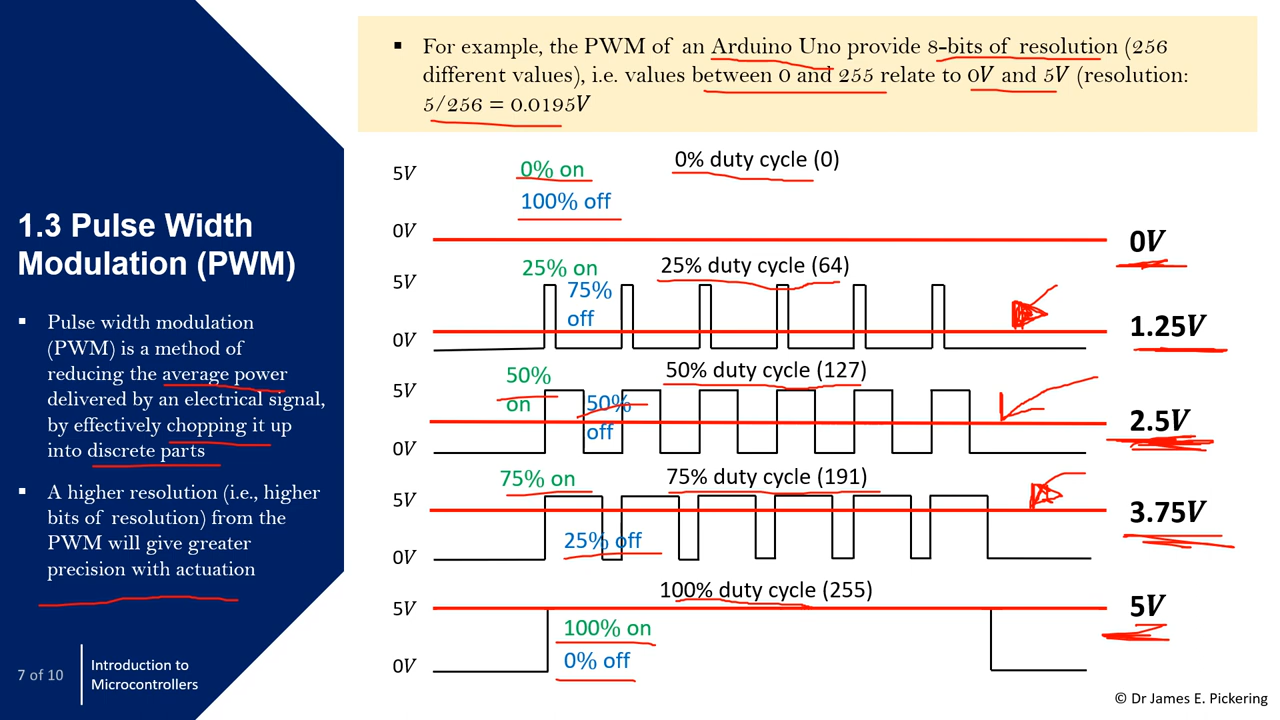 1.3 Pulse Width
Modulation (PWM)
▪ Pulse width modulation
(PWM) is a method of
reducing the average power
delivered by an electrical signal,
by effectively chopping it up
into discrete parts
▪ A higher resolution (i.e., higher
bits of resolution) from the
PWM will give greater
precision with actuation
7 of 10
Introduction to
Microcontrollers
▪ For example, the PWM of an Arduino Uno provide 8-bits of resolution (256
different values), i.e. values between 0 and 255 relate to 0V and 5V (resolution:
5/256 = 0.0195V
0% duty cycle (0)
5V
0% on
100% off
0V
0V
25% duty cycle (64)
5V
25% on
75%
off
0V
1.25V
50% duty cycle (127)
5V
50%
on
50%
off
0V
2.5V
75% duty cycle (191)
5V
75% on
25% off
0V
3.75V
100% duty cycle (255)
5V
100% on
0% off
0V
5V
© Dr James E. Pickering